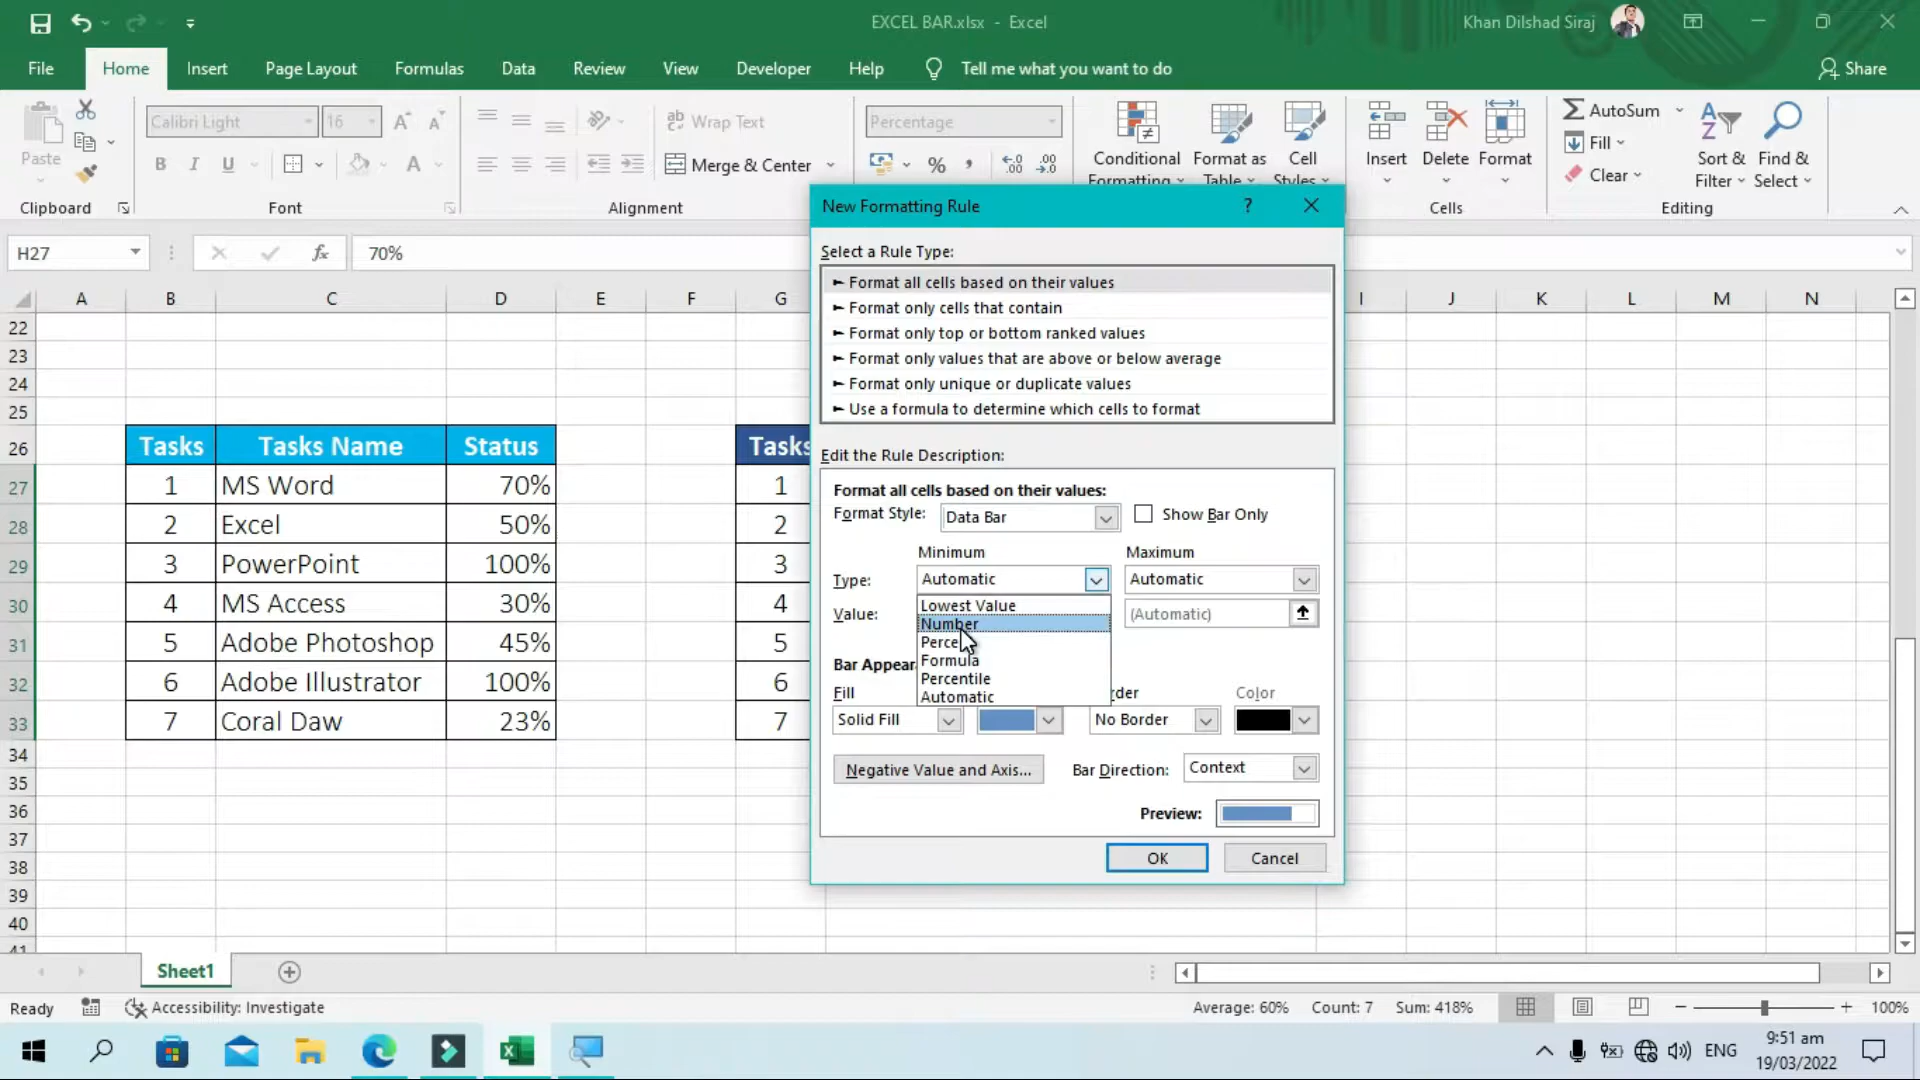 EXCEL BAR.xlsx - Excel
Khan Dilshad Siraj
File Home Insert Page Layout Formulas Data Review View Developer Help Tell me what you want to do Share
Paste
Calibri Light 16
Wrap Text
Percentage
Conditional Formatting
Format as Table
Cell Styles
Insert Delete Format
AutoSum
B I U A
Merge & Center
% ,
Fill
Clear
Sort & Filter
Find & Select
Clipboard Font Alignment Cells Editing
H27 fx 70%
A B C D E F G I J K L M N
22
23
24
25
26 Tasks Tasks Name Status Tasks
27 1 MS Word 70% 1
28 2 Excel 50% 2
29 3 PowerPoint 100% 3
30 4 MS Access 30% 4
31 5 Adobe Photoshop 45% 5
32 6 Adobe Illustrator 100% 6
33 7 Coral Daw 23% 7
34
35
36
37
38
39
40
41
New Formatting Rule ?
Select a Rule Type:
► Format all cells based on their values
► Format only cells that contain
► Format only top or bottom ranked values
► Format only values that are above or below average
► Format only unique or duplicate values
► Use a formula to determine which cells to format
Edit the Rule Description:
Format all cells based on their values:
Format Style: Data Bar Show Bar Only
Minimum Maximum
Type: Automatic Automatic
Lowest Value
Value: (Automatic)
Number
Perce
Formula
Percentile
Automatic
Bar Appear
Fill rder Color
Solid Fill No Border
Negative Value and Axis... Bar Direction: Context
Preview:
OK Cancel
Sheet1
Ready Accessibility: Investigate Average: 60% Count: 7 Sum: 418% 100%
ENG 9:51 am
19/03/2022